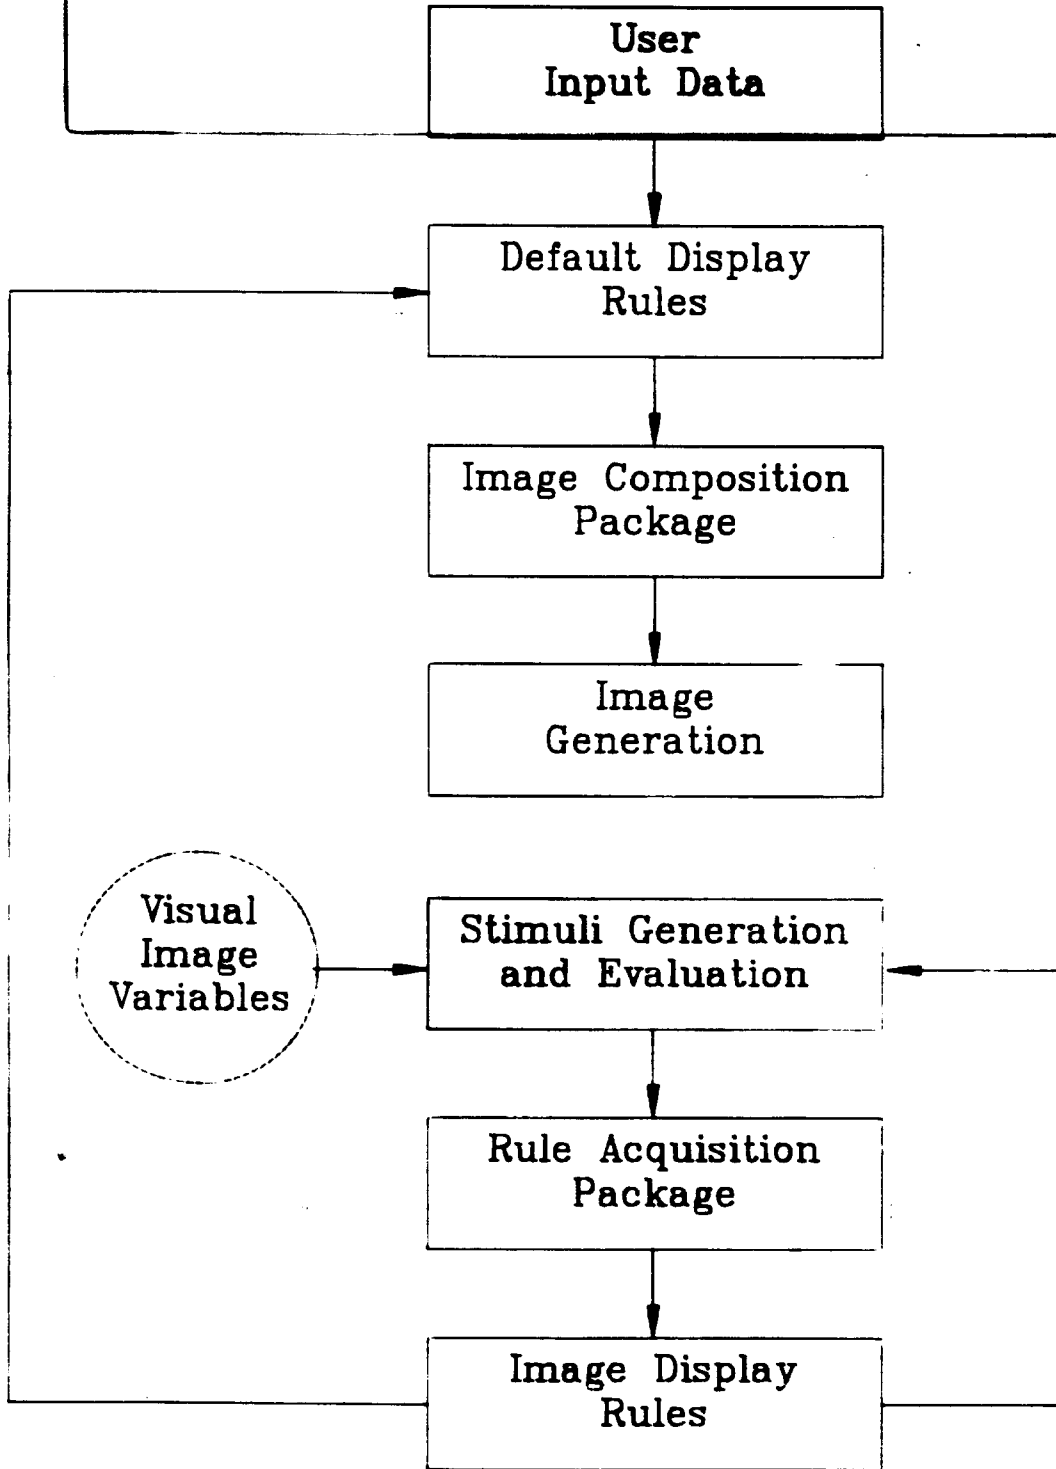 User
Input Data
Default Display
Rules
Image Composition
Package
Image
Generation
Visual
Image
Variables
Stimuli Generation
and Evaluation
Rule Acquisition
Package
Image Display
Rules